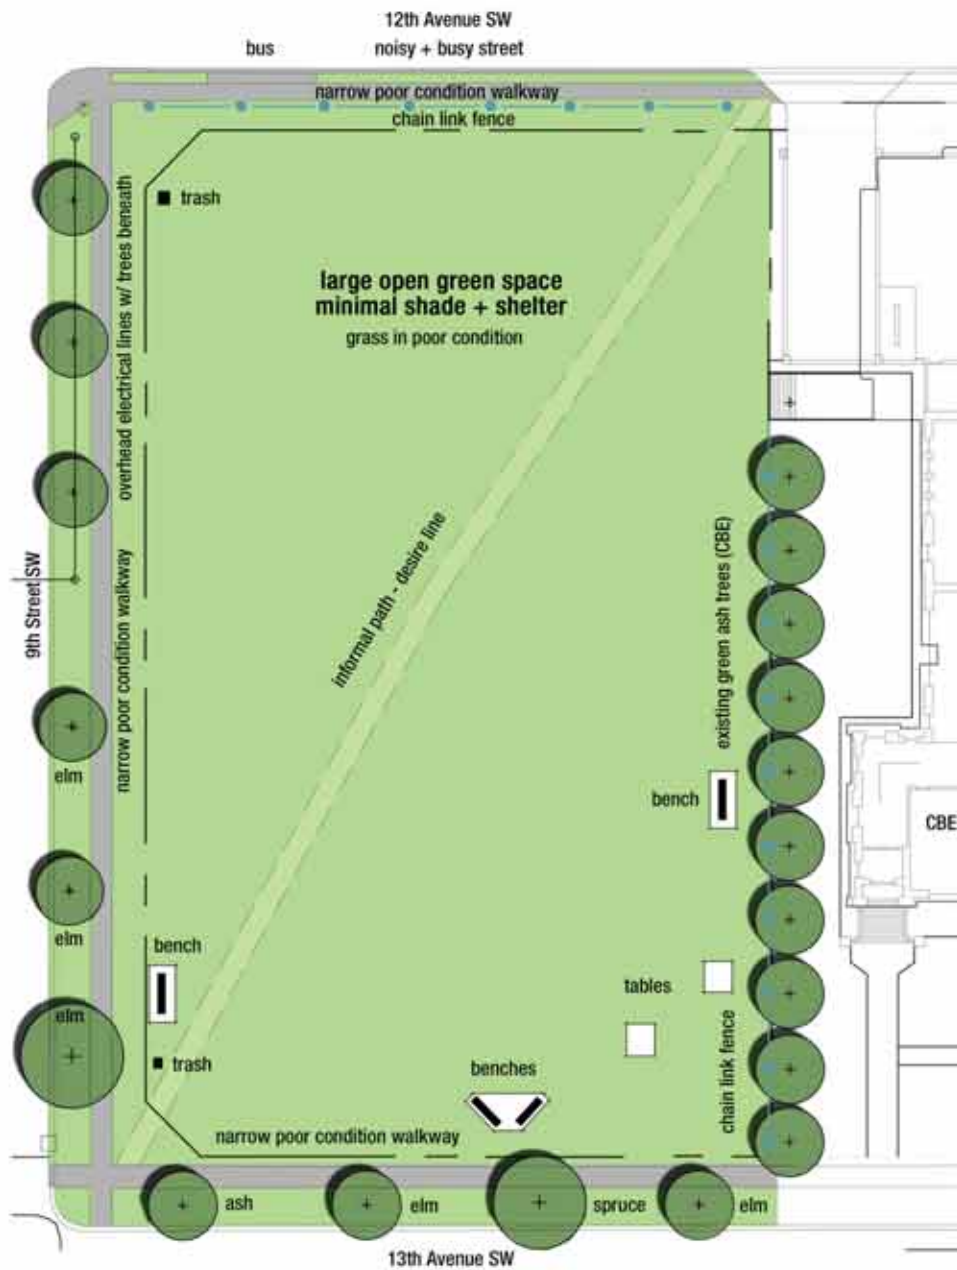 12th Avenue SW
bus
noisy + busy street
narrow poor condition walkway
chain link fence
trash
overhead electrical lines w/ trees beneath
large open green space
minimal shade + shelter
grass in poor condition
informal path - desire line
existing green ash trees (CBE)
9th Street SW
narrow poor condition walkway
elm
bench
CBE
elm
bench
tables
elm
trash
benches
chain link fence
narrow poor condition walkway
ash
elm
spruce
elm
13th Avenue SW